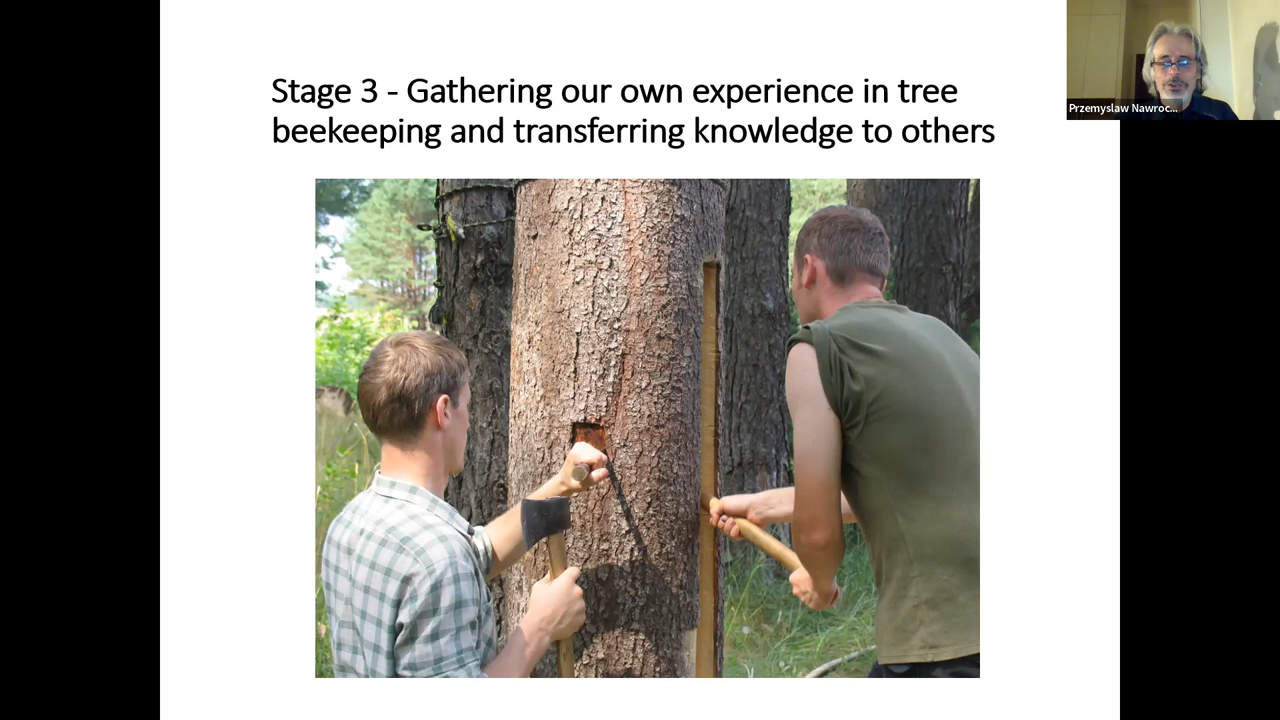 Stage 3 - Gathering our own experience in tree
beekeeping and transferring knowledge to others
Przemyslaw Nawroc...